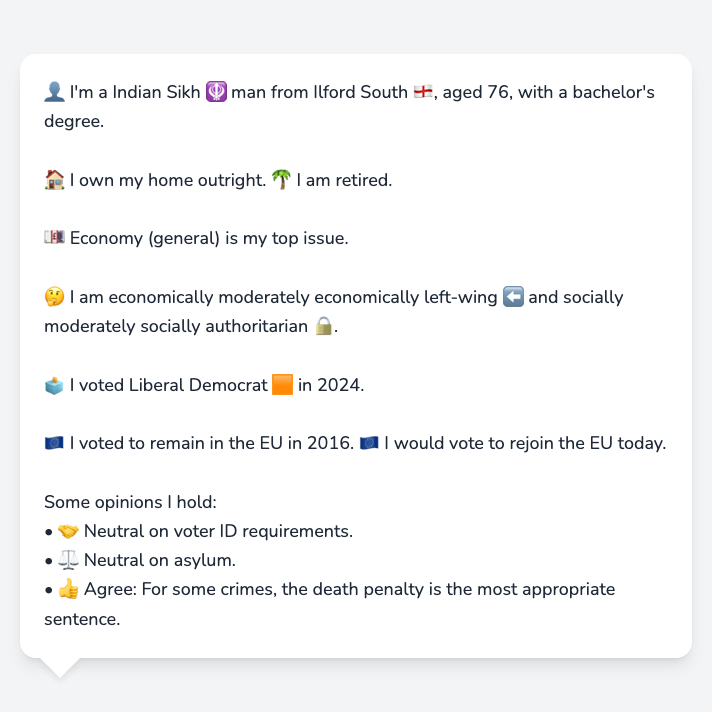 👤 I'm a Indian Sikh 🪯 man from Ilford South 🏴󠁧󠁢󠁥󠁮󠁧󠁿, aged 76, with a bachelor's
degree.
🏠 I own my home outright. 🌴 I am retired.
💷 Economy (general) is my top issue.
🤔 I am economically moderately economically left-wing ⬅️ and socially
moderately socially authoritarian 🔒.
🗳️ I voted Liberal Democrat 🟧 in 2024.
🇪🇺 I voted to remain in the EU in 2016. 🇪🇺 I would vote to rejoin the EU today.
Some opinions I hold:
• 🤝 Neutral on voter ID requirements.
• ⚖️ Neutral on asylum.
• 👍 Agree: For some crimes, the death penalty is the most appropriate
sentence.